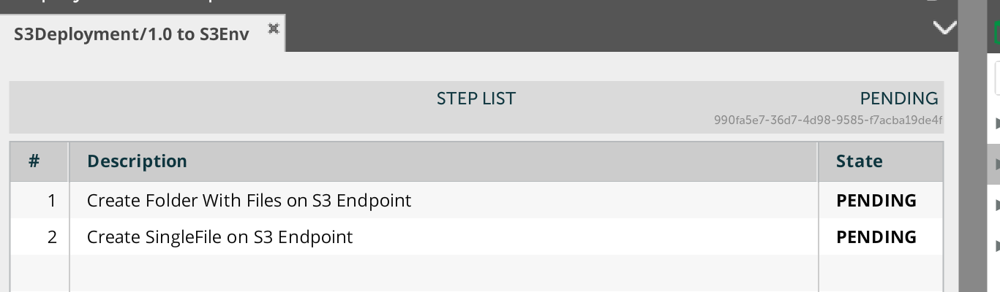 S3Deployment/1.0 to S3Env
STEP LIST
PENDING
990fa5e7-36d7-4d98-9585-f7acba19de4f
# Description State
1 Create Folder With Files on S3 Endpoint PENDING
2 Create SingleFile on S3 Endpoint PENDING